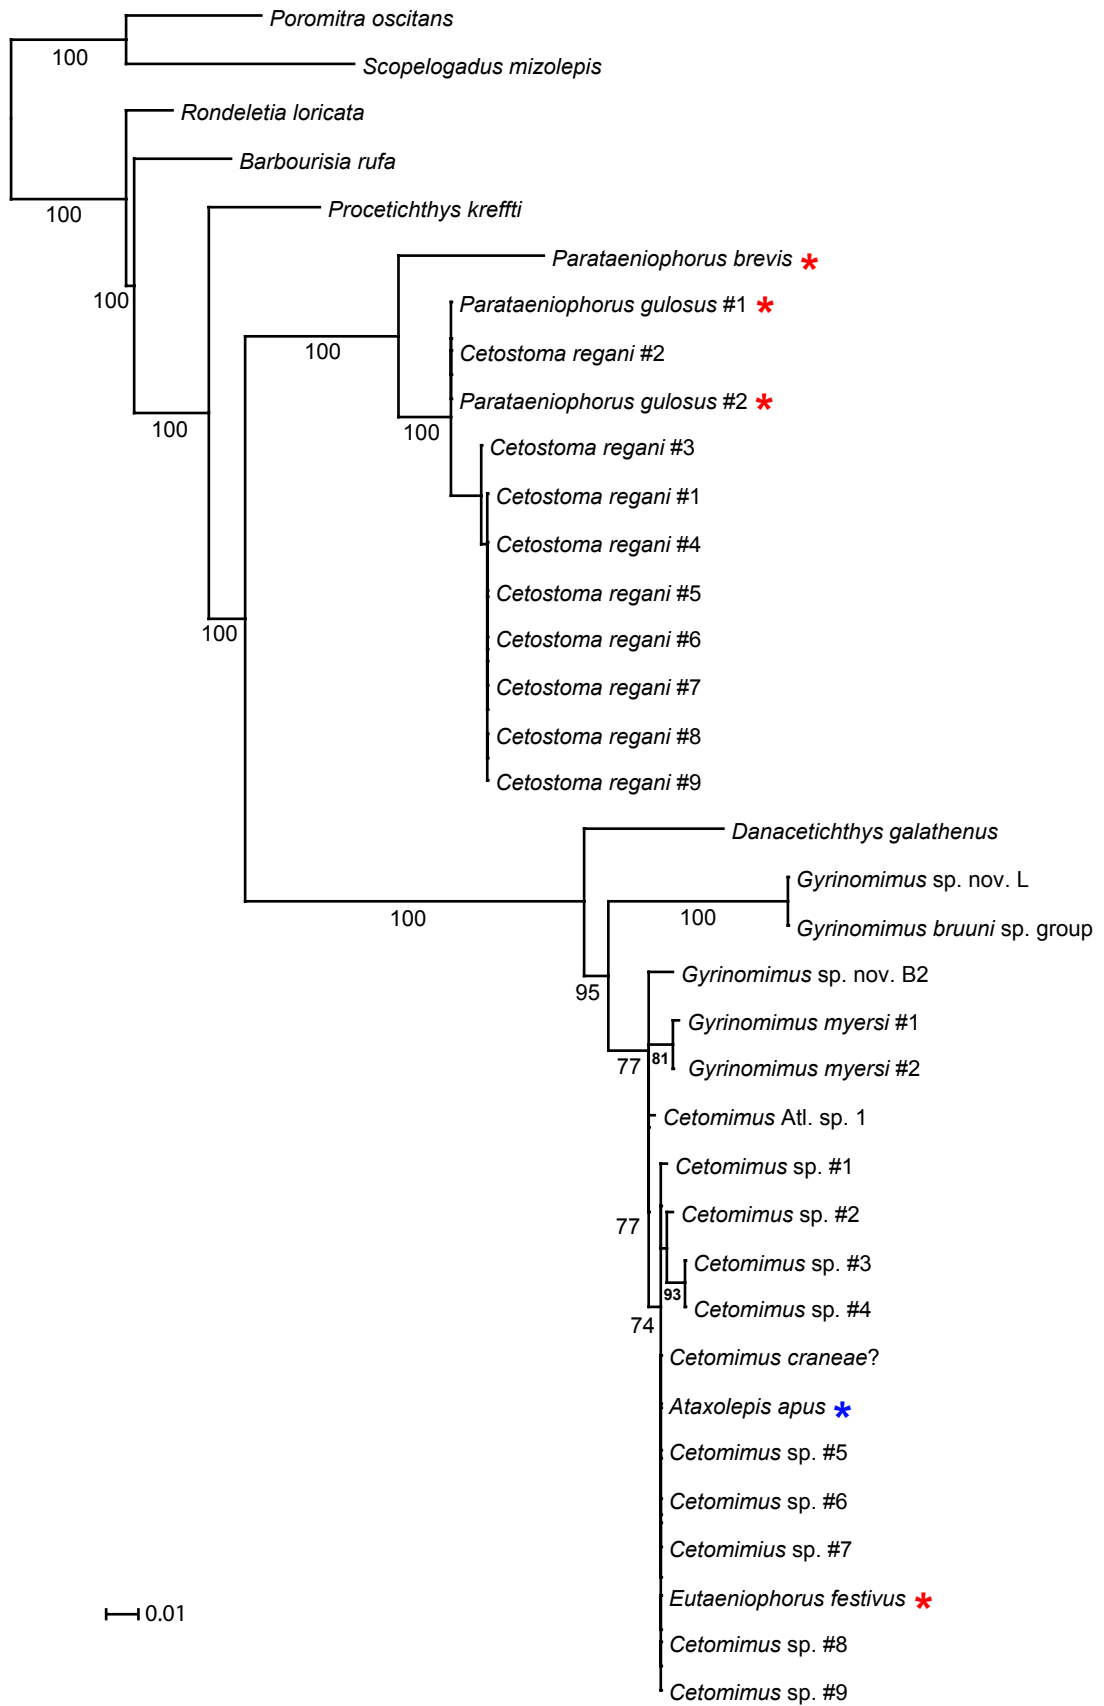 Poromitra oscitans
100
Scopelogadus mizolepis
Rondeletia loricata
Barbourisia rufa
100
Procetichthys kreffti
Parataeniophorus brevis *
100
Parataeniophorus gulosus #1 *
100
Cetostoma regani #2
Parataeniophorus gulosus #2 *
100
100
Cetostoma regani #3
Cetostoma regani #1
Cetostoma regani #4
Cetostoma regani #5
100
Cetostoma regani #6
Cetostoma regani #7
Cetostoma regani #8
Cetostoma regani #9
Danacetichthys galathenus
Gyrinomimus sp. nov. L
100
100
Gyrinomimus bruuni sp. group
Gyrinomimus sp. nov. B2
95
Gyrinomimus myersi #1
77
81
Gyrinomimus myersi #2
Cetomimus Atl. sp. 1
Cetomimus sp. #1
Cetomimus sp. #2
77
Cetomimus sp. #3
93
Cetomimus sp. #4
74
Cetomimus craneae?
Ataxolepis apus *
Cetomimus sp. #5
Cetomimus sp. #6
Cetomimius sp. #7
Eutaeniophorus festivus *
0.01
Cetomimus sp. #8
Cetomimus sp. #9